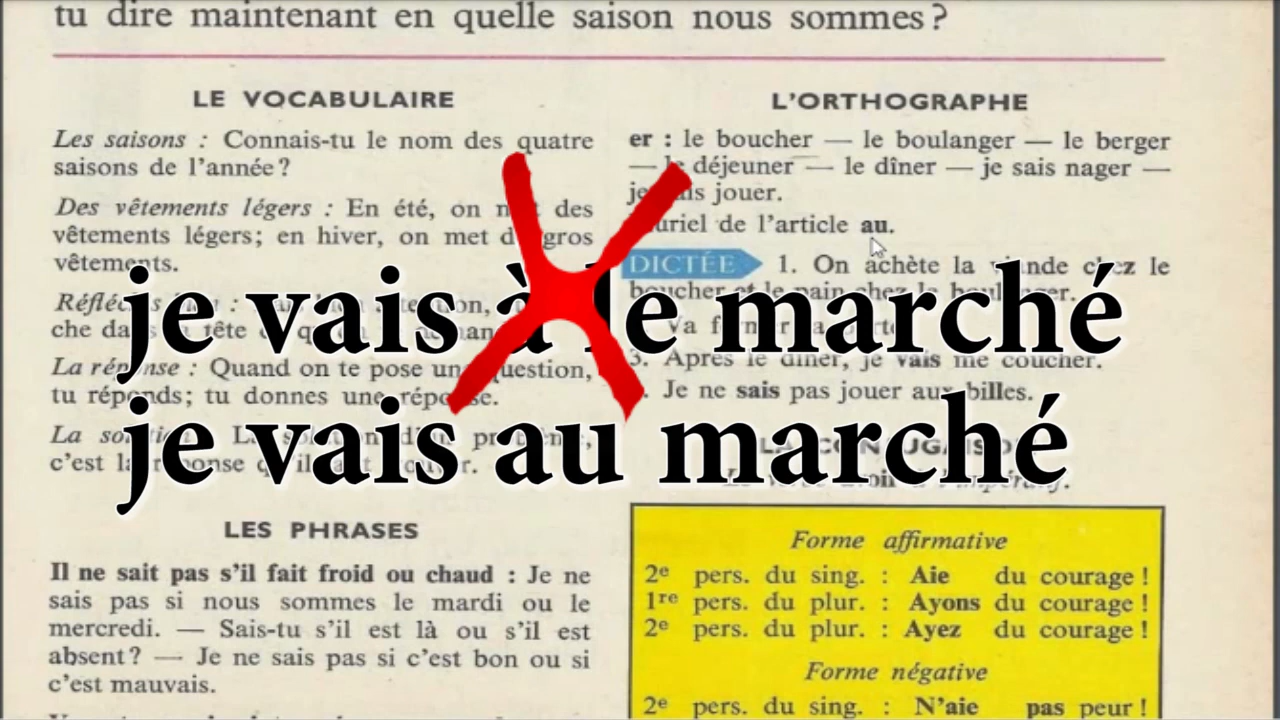 tu dire maintenant en quelle saison nous sommes ?
LE VOCABULAIRE
Les saisons : Connais-tu le nom des quatre
saisons de l'année ?
Des vêtements légers : En été, on des
vêtements légers; en hiver, on met gros
vêtements.
La réponse : Quand on te pose une question,
tu réponds; tu donnes une réponse.
c'est la réponse
LES PHRASES
Il ne sait pas s'il fait froid ou chaud : Je ne
sais pas si nous sommes le mardi ou le
mercredi. — Sais-tu s'il est là ou s'il est
absent ? — Je ne sais pas si c'est bon ou si
c'est mauvais.
L'ORTHOGRAPHE
er : le boucher — le boulanger — le berger
— le déjeuner — le dîner — je sais nager —
jouer.
de l'article au.
DICTÉE 1. On achète la viande chez le
boucher et le pain chez le boulanger.
3. Après le dîner, je vais me coucher.
Je ne sais pas jouer aux billes.
je vais à le marché
je vais au marché
Forme affirmative
2e pers. du sing. : Aie du courage !
1re pers. du plur. : Ayons du courage !
2e pers. du plur. : Ayez du courage !
Forme négative
2e pers. du sing. : N'aie pas peur !